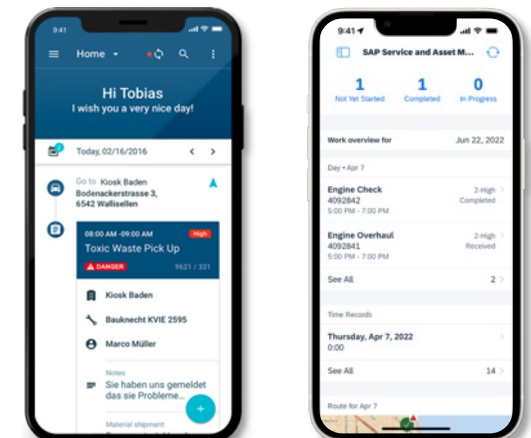 9:41
Home
Hi Tobias
I wish you a very nice day!
Today, 02/16/2016
Go to Kiosk Baden
Bodenackerstrasse 3,
6542 Wallisellen
08:00 AM -09:00 AM High
Toxic Waste Pick Up
DANGER 9621 / 331
Kiosk Baden
Bauknecht KVIE 2595
Marco Müller
Notes
Sie haben uns gemeldet
das sie Probleme...
Material shipment
9:41
SAP Service and Asset M...
1 1 0
Not Yet Started Completed In Progress
Work overview for Jun 22, 2022
Day • Apr 7
Engine Check 2-High
4092842 Completed
5:00 PM - 7:00 PM
Engine Overhaul 2-High
4092841 Received
5:00 PM - 7:00 PM
See All 2
Time Records
Thursday, Apr 7, 2022
0:00
See All 14
Route for Apr 7